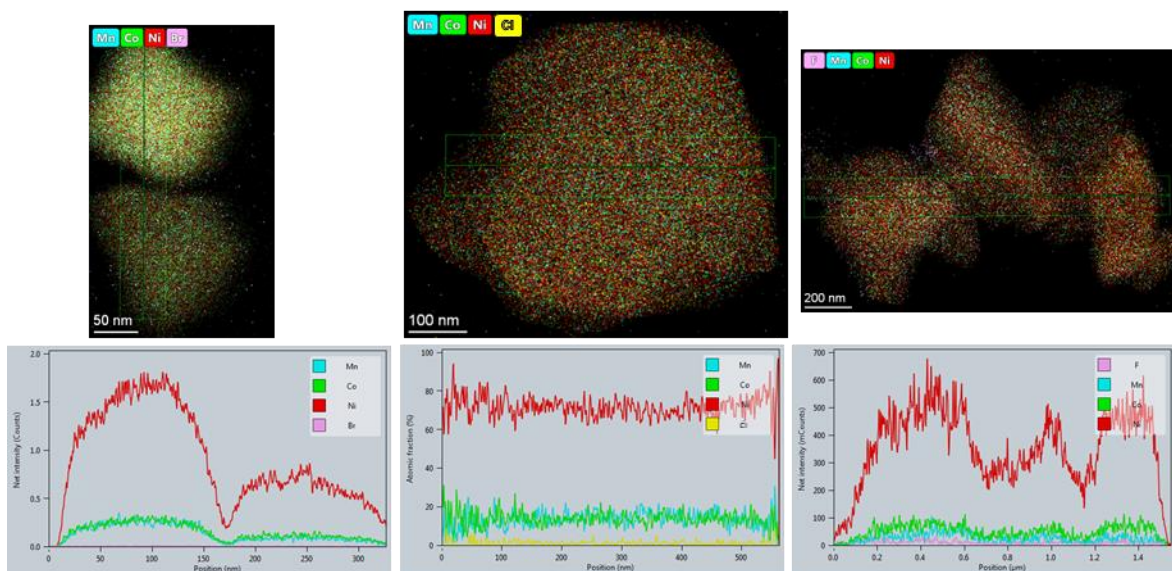 Mn Co Ni Br
50 nm
Mn Co Ni Cl
100 nm
F Mn Co Ni
200 nm
Net intensity (Counts)
2.0
1.5
1.0
0.5
0.0
0 50 100 150 200 250 300
Position (nm)
Mn
Co
Ni
Br
Atomic fraction (%)
100
80
60
40
20
0
0 100 200 300 400 500
Position (nm)
Mn
Co
Ni
Cl
Net intensity (mCounts)
700
600
500
400
300
200
100
0
0.0 0.2 0.4 0.6 0.8 1.0 1.2 1.4
Position (µm)
F
Mn
Co
Ni